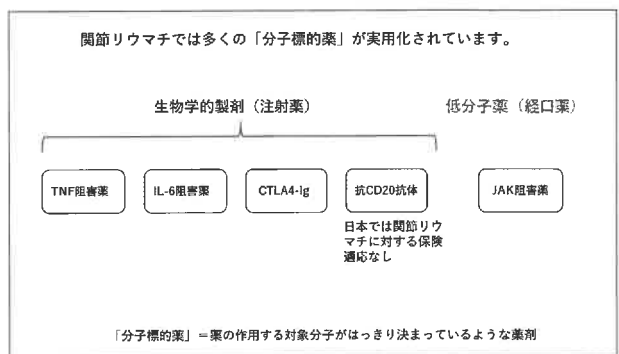 関節リウマチでは多くの「分子標的薬」が実用化されています。
生物学的製剤（注射薬）
低分子薬（経口薬）
TNF阻害薬
IL-6阻害薬
CTLA4-Ig
抗CD20抗体
JAK阻害薬
日本では関節リウ
マチに対する保険
適応なし
「分子標的薬」＝薬の作用する対象分子がはっきり決まっているような薬剤